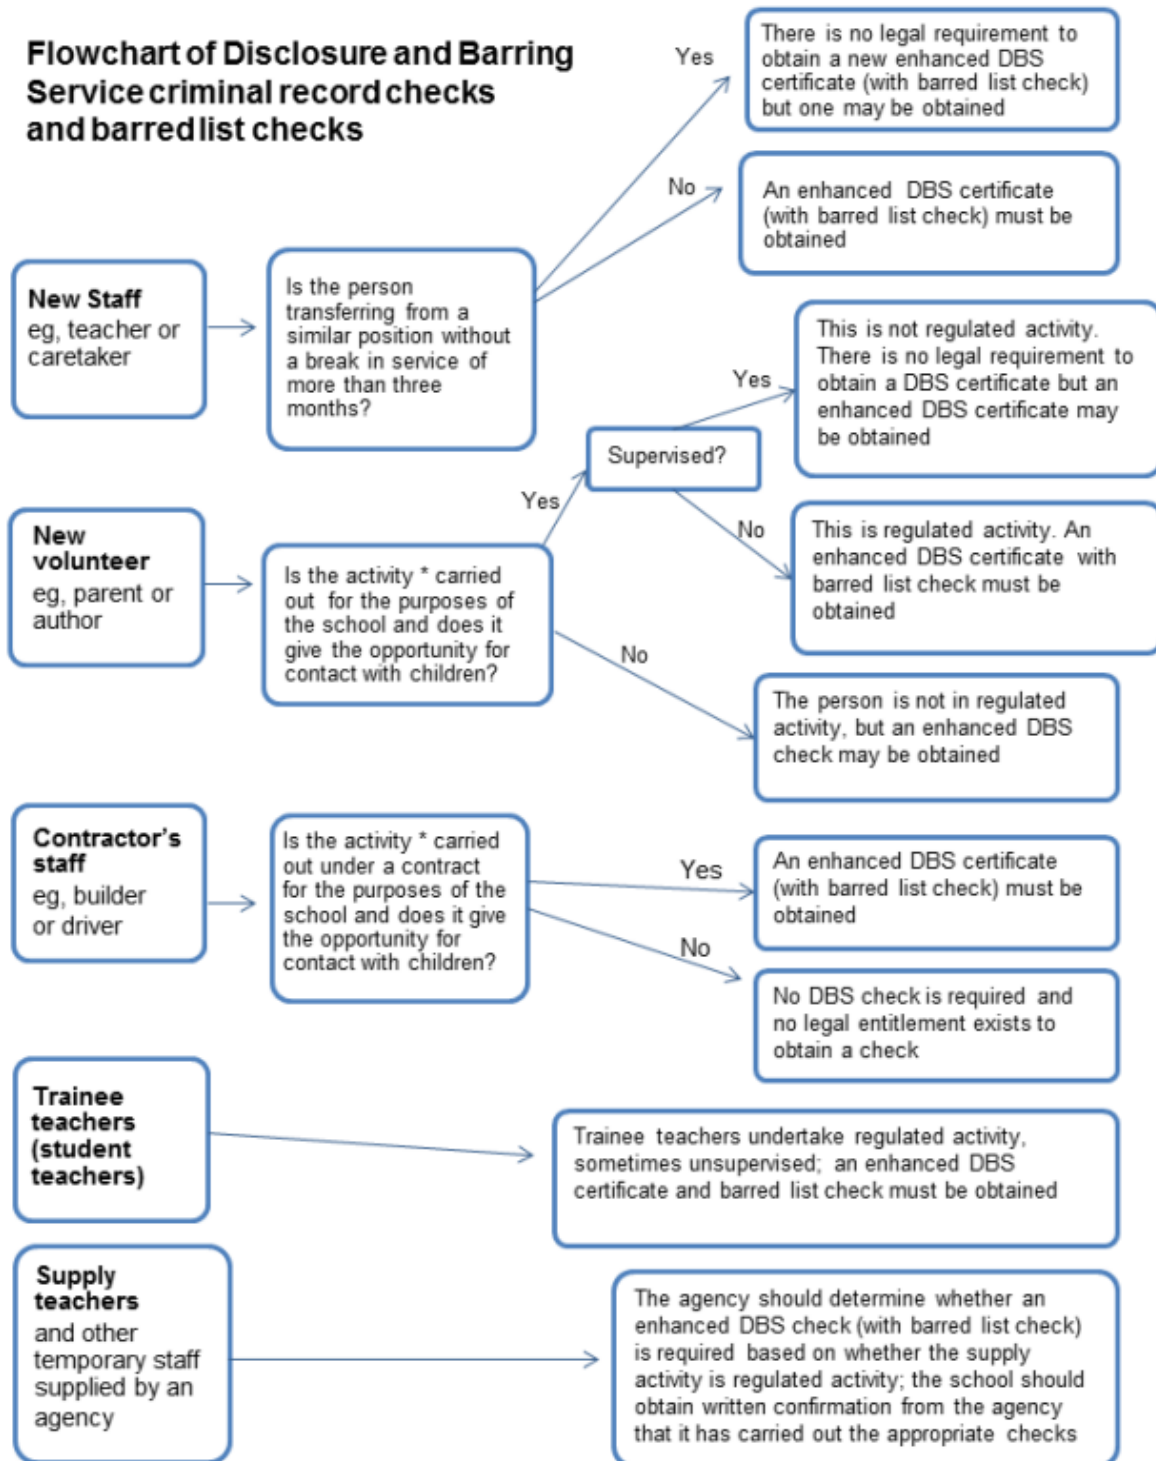 Flowchart of Disclosure and Barring
Service criminal record checks
and barred list checks
New Staff
eg, teacher or
caretaker
Is the person
transferring from a
similar position without
a break in service of
more than three
months?
Yes
There is no legal requirement to
obtain a new enhanced DBS
certificate (with barred list check)
but one may be obtained
No
An enhanced DBS certificate
(with barred list check) must be
obtained
New
volunteer
eg, parent or
author
Is the activity * carried
out for the purposes of
the school and does it
give the opportunity for
contact with children?
Yes
Supervised?
Yes
This is not regulated activity.
There is no legal requirement to
obtain a DBS certificate but an
enhanced DBS certificate may
be obtained
No
This is regulated activity. An
enhanced DBS certificate with
barred list check must be
obtained
No
The person is not in regulated
activity, but an enhanced DBS
check may be obtained
Contractor's
staff
eg, builder
or driver
Is the activity * carried
out under a contract
for the purposes of the
school and does it give
the opportunity for
contact with children?
Yes
An enhanced DBS certificate
(with barred list check) must be
obtained
No
No DBS check is required and
no legal entitlement exists to
obtain a check
Trainee
teachers
(student
teachers)
Trainee teachers undertake regulated activity,
sometimes unsupervised; an enhanced DBS
certificate and barred list check must be obtained
Supply
teachers
and other
temporary staff
supplied by an
agency
The agency should determine whether an
enhanced DBS check (with barred list check)
is required based on whether the supply
activity is regulated activity; the school should
obtain written confirmation from the agency
that it has carried out the appropriate checks